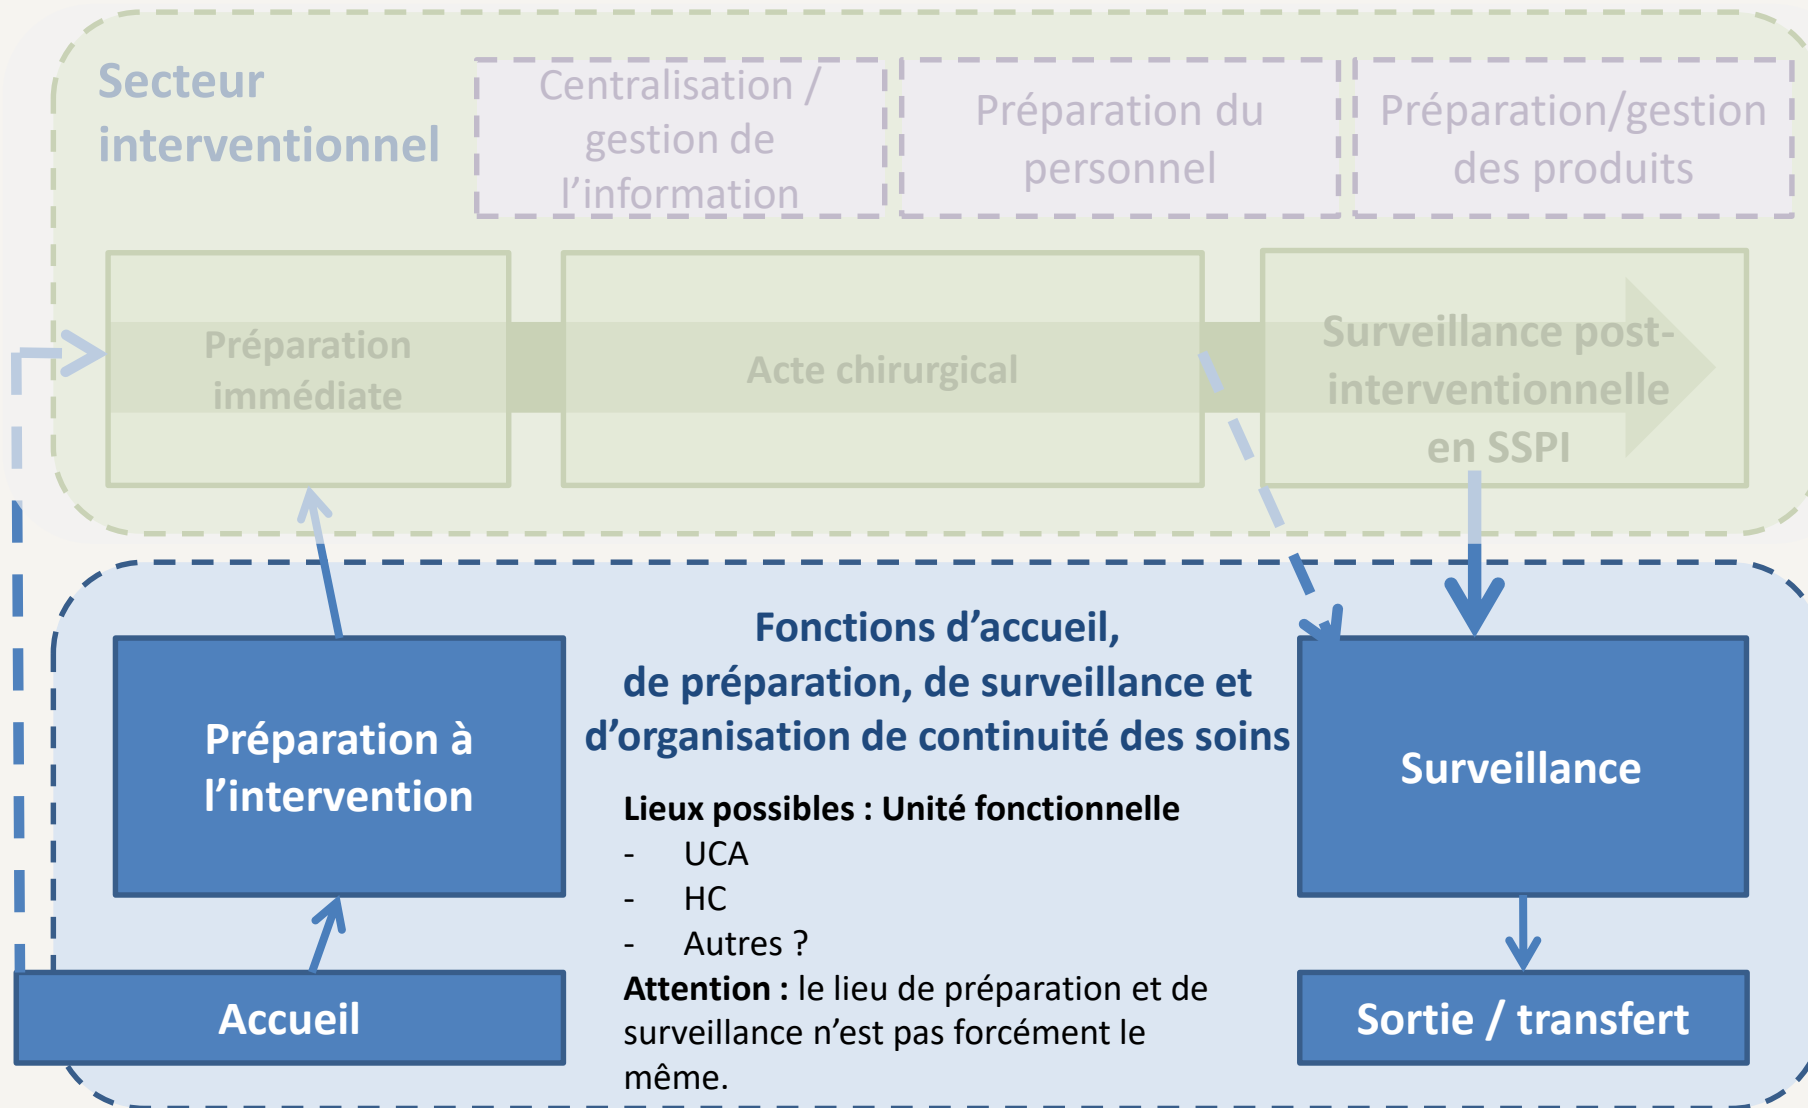 Secteur
interventionnel
Centralisation /
gestion de
l’information
Préparation du
personnel
Préparation/gestion
des produits
Préparation
immédiate
Acte chirurgical
Surveillance post-
interventionnelle
en SSPI
Fonctions d’accueil,
de préparation, de surveillance et
d’organisation de continuité des soins
Préparation à
l’intervention
Surveillance
Lieux possibles : Unité fonctionnelle
- UCA
- HC
- Autres ?
Attention : le lieu de préparation et de
surveillance n’est pas forcément le
même.
Accueil
Sortie / transfert